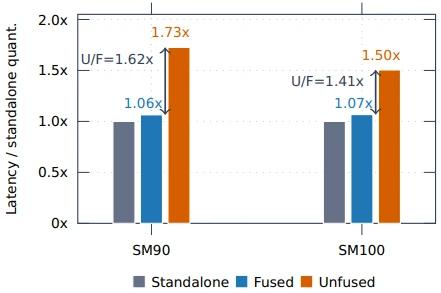 Latency / standalone quant.
2.0x
1.5x
1.0x
0.5x
0x
1.73x
U/F=1.62x
1.06x
1.50x
U/F=1.41x
1.07x
SM90
SM100
Standalone
Fused
Unfused